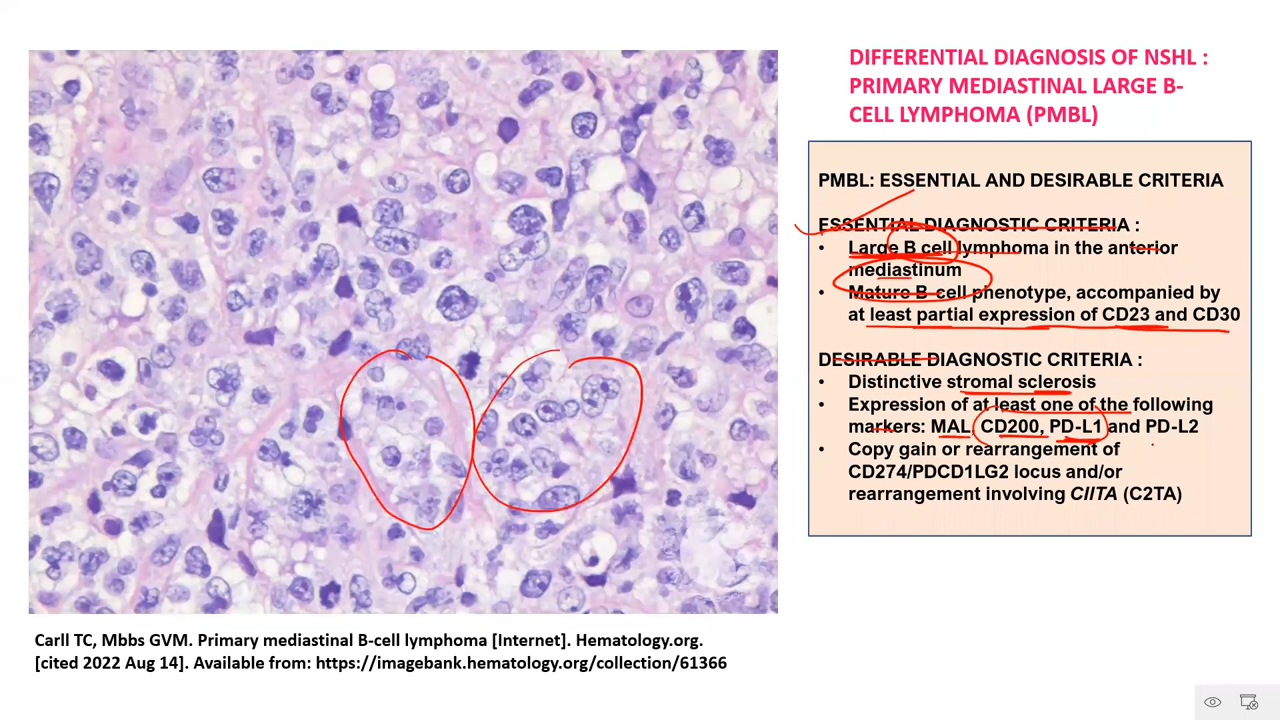 DIFFERENTIAL DIAGNOSIS OF NSHL :
PRIMARY MEDIASTINAL LARGE B-
CELL LYMPHOMA (PMBL)
PMBL: ESSENTIAL AND DESIRABLE CRITERIA
ESSENTIAL DIAGNOSTIC CRITERIA :
• Large B cell lymphoma in the anterior
mediastinum
• Mature B cell phenotype, accompanied by
at least partial expression of CD23 and CD30
DESIRABLE DIAGNOSTIC CRITERIA :
• Distinctive stromal sclerosis
• Expression of at least one of the following
markers: MAL, CD200, PD-L1 and PD-L2
• Copy gain or rearrangement of
CD274/PDCD1LG2 locus and/or
rearrangement involving CIITA (C2TA)
Carll TC, Mbbs GVM. Primary mediastinal B-cell lymphoma [Internet]. Hematology.org.
[cited 2022 Aug 14]. Available from: https://imagebank.hematology.org/collection/61366